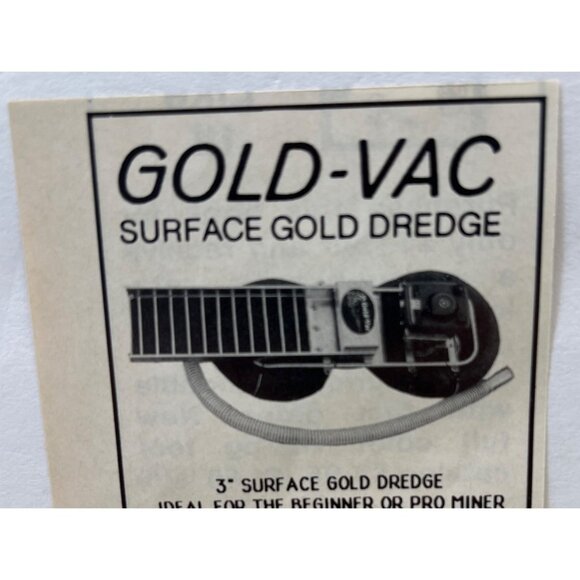 GOLD-VAC
SURFACE GOLD DREDGE
3" SURFACE GOLD DREDGE
IDEAL FOR THE BEGINNER OR PRO MINER